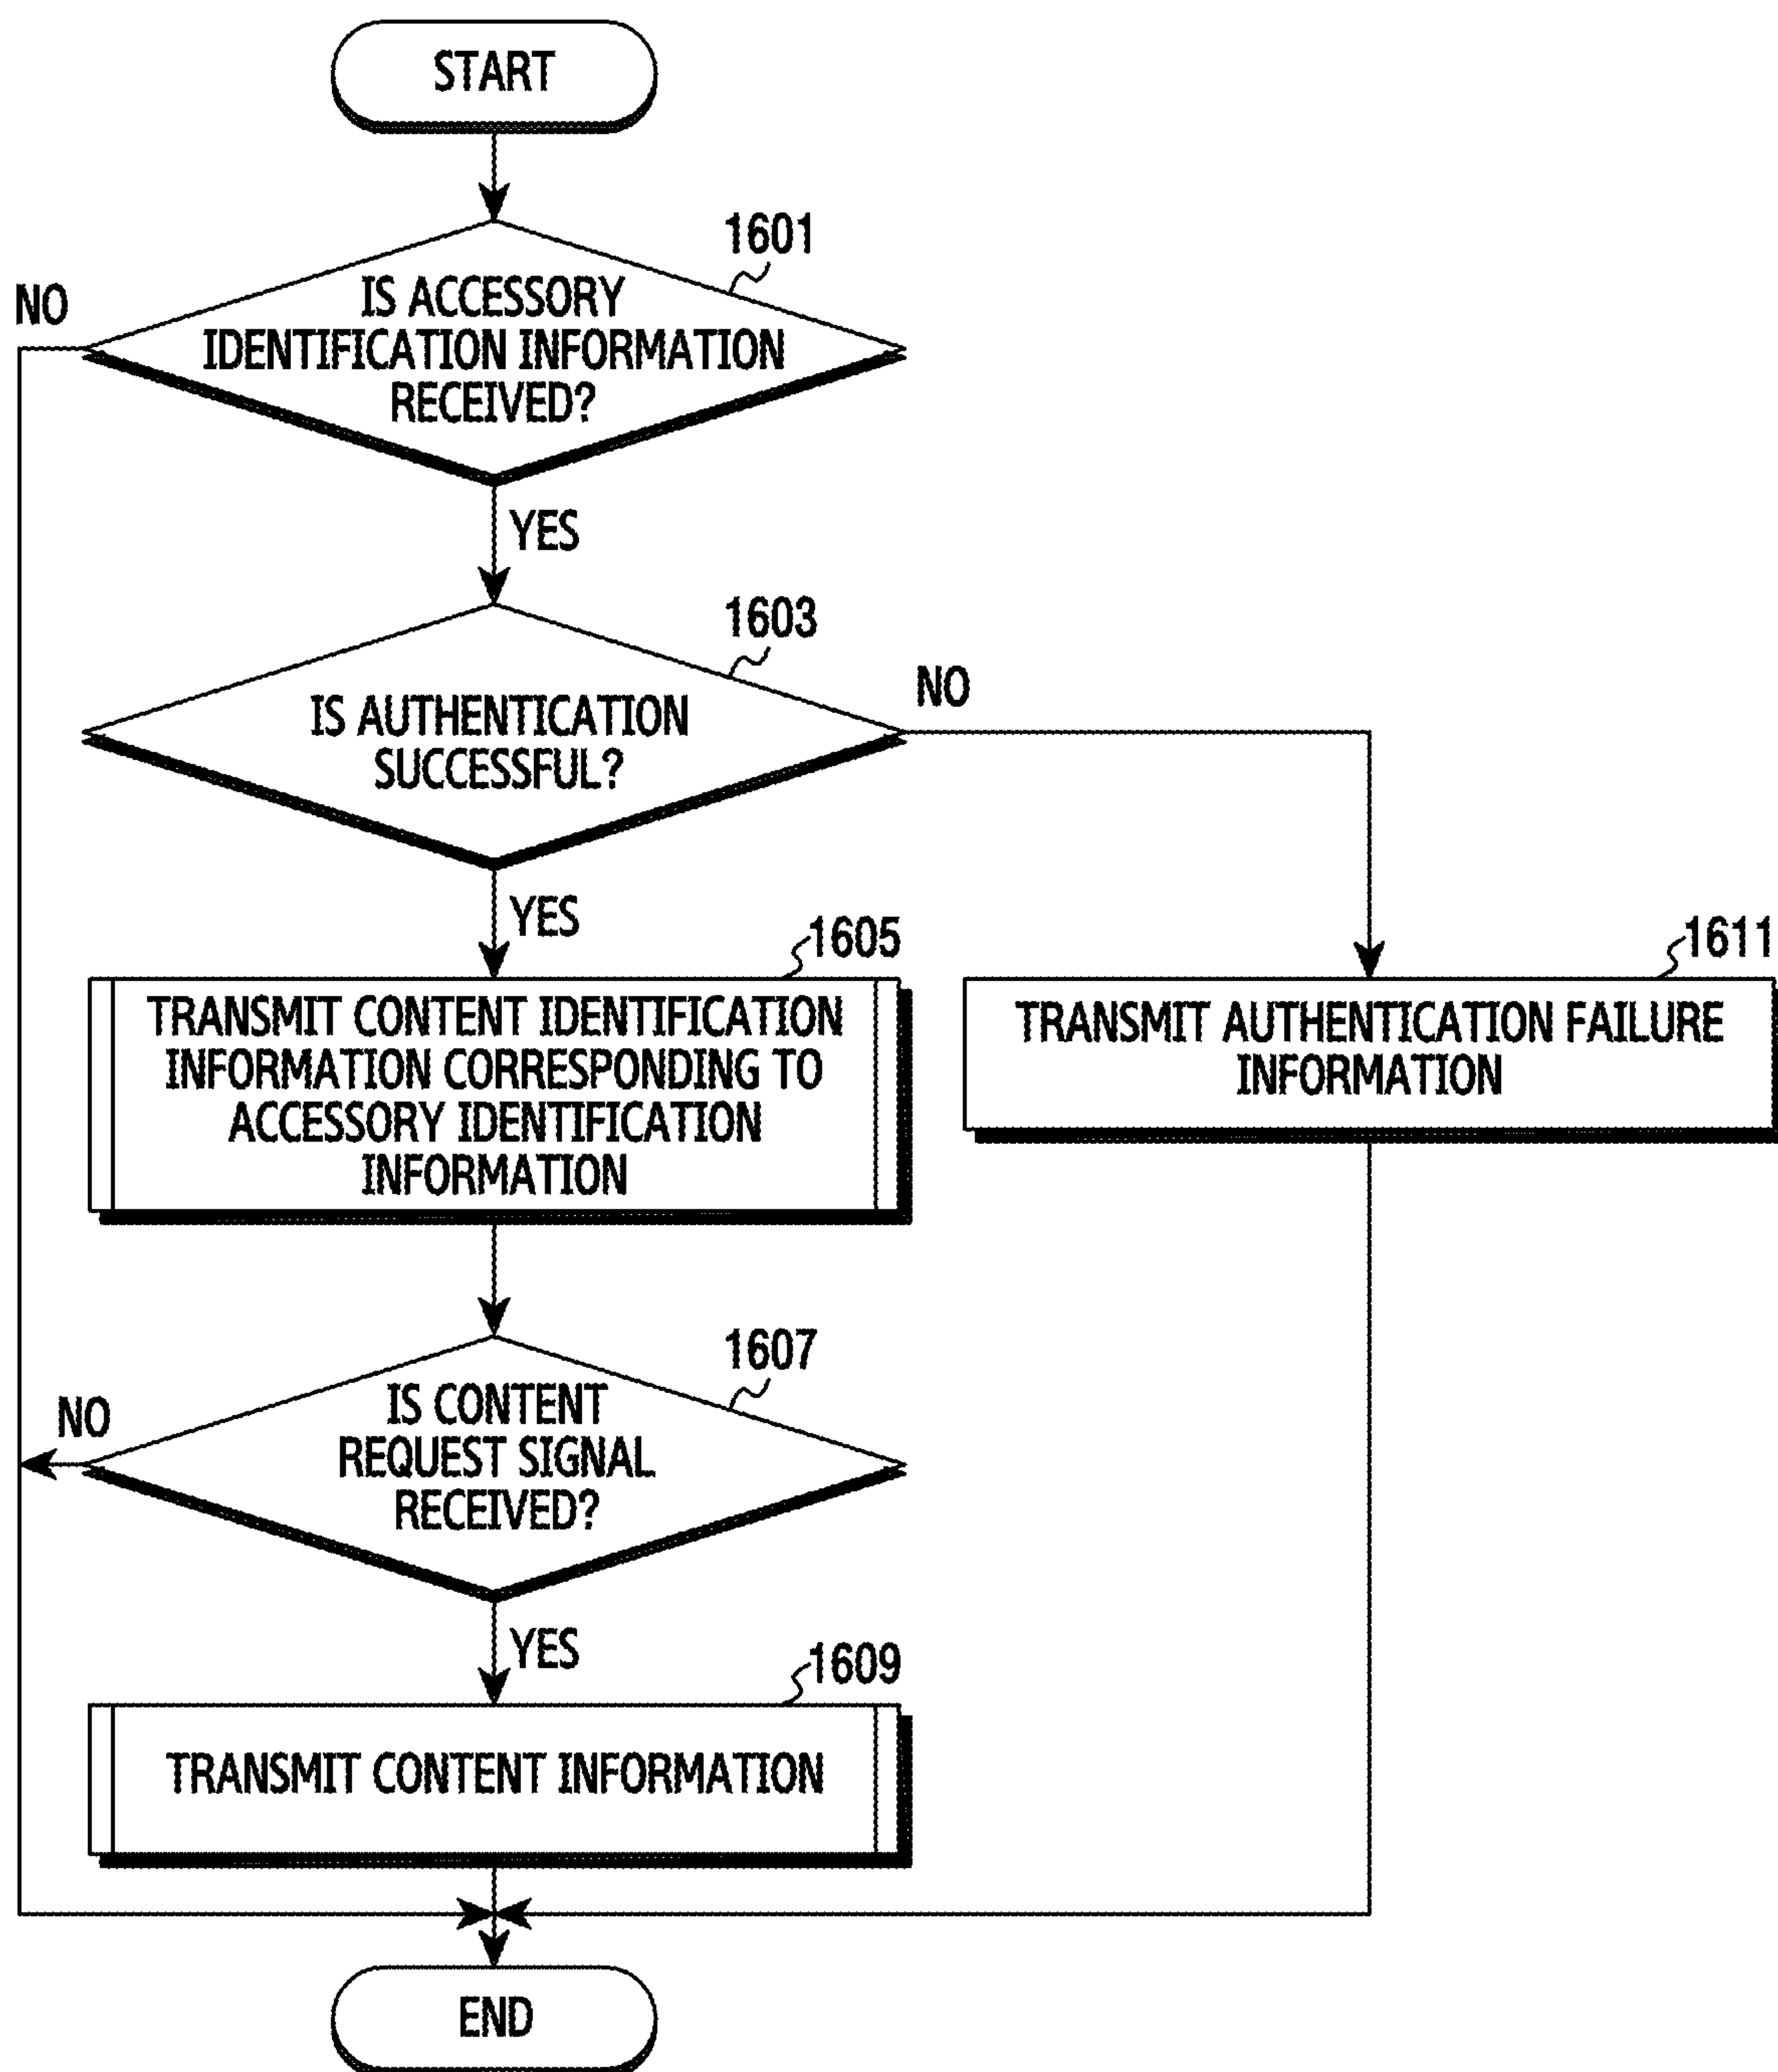 START
1601
NO
IS ACCESSORY
IDENTIFICATION INFORMATION
RECEIVED?
YES
1603
NO
IS AUTHENTICATION
SUCCESSFUL?
YES
1605
TRANSMIT CONTENT IDENTIFICATION
INFORMATION CORRESPONDING TO
ACCESSORY IDENTIFICATION
INFORMATION
1611
TRANSMIT AUTHENTICATION FAILURE
INFORMATION
1607
NO
IS CONTENT
REQUEST SIGNAL
RECEIVED?
YES
1609
TRANSMIT CONTENT INFORMATION
END